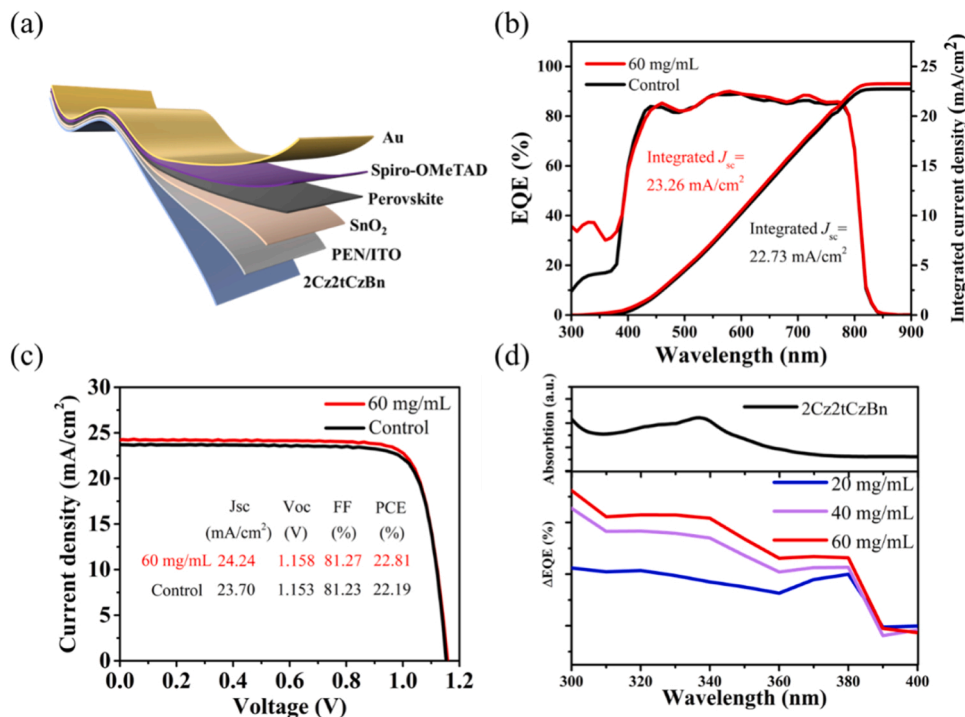 (a)
Au
Spiro-OMeTAD
Perovskite
SnO2
PEN/ITO
2Cz2tCzBn
(b)
60 mg/mL
Control
Integrated Jsc=
23.26 mA/cm2
Integrated Jsc=
22.73 mA/cm2
EQE (%)
100
80
60
40
20
0
Integrated current density (mA/cm2)
25
20
15
10
5
0
300 400 500 600 700 800 900
Wavelength (nm)
(c)
60 mg/mL
Control
Jsc Voc FF PCE
(mA/cm2) (V) (%) (%)
60 mg/mL 24.24 1.158 81.27 22.81
Control 23.70 1.153 81.23 22.19
Current density (mA/cm2)
30
25
20
15
10
5
0
0.0 0.2 0.4 0.6 0.8 1.0 1.2
Voltage (V)
(d)
Absorbtion (a.u.)
2Cz2tCzBn
ΔEQE (%)
20 mg/mL
40 mg/mL
60 mg/mL
300 320 340 360 380 400
Wavelength (nm)